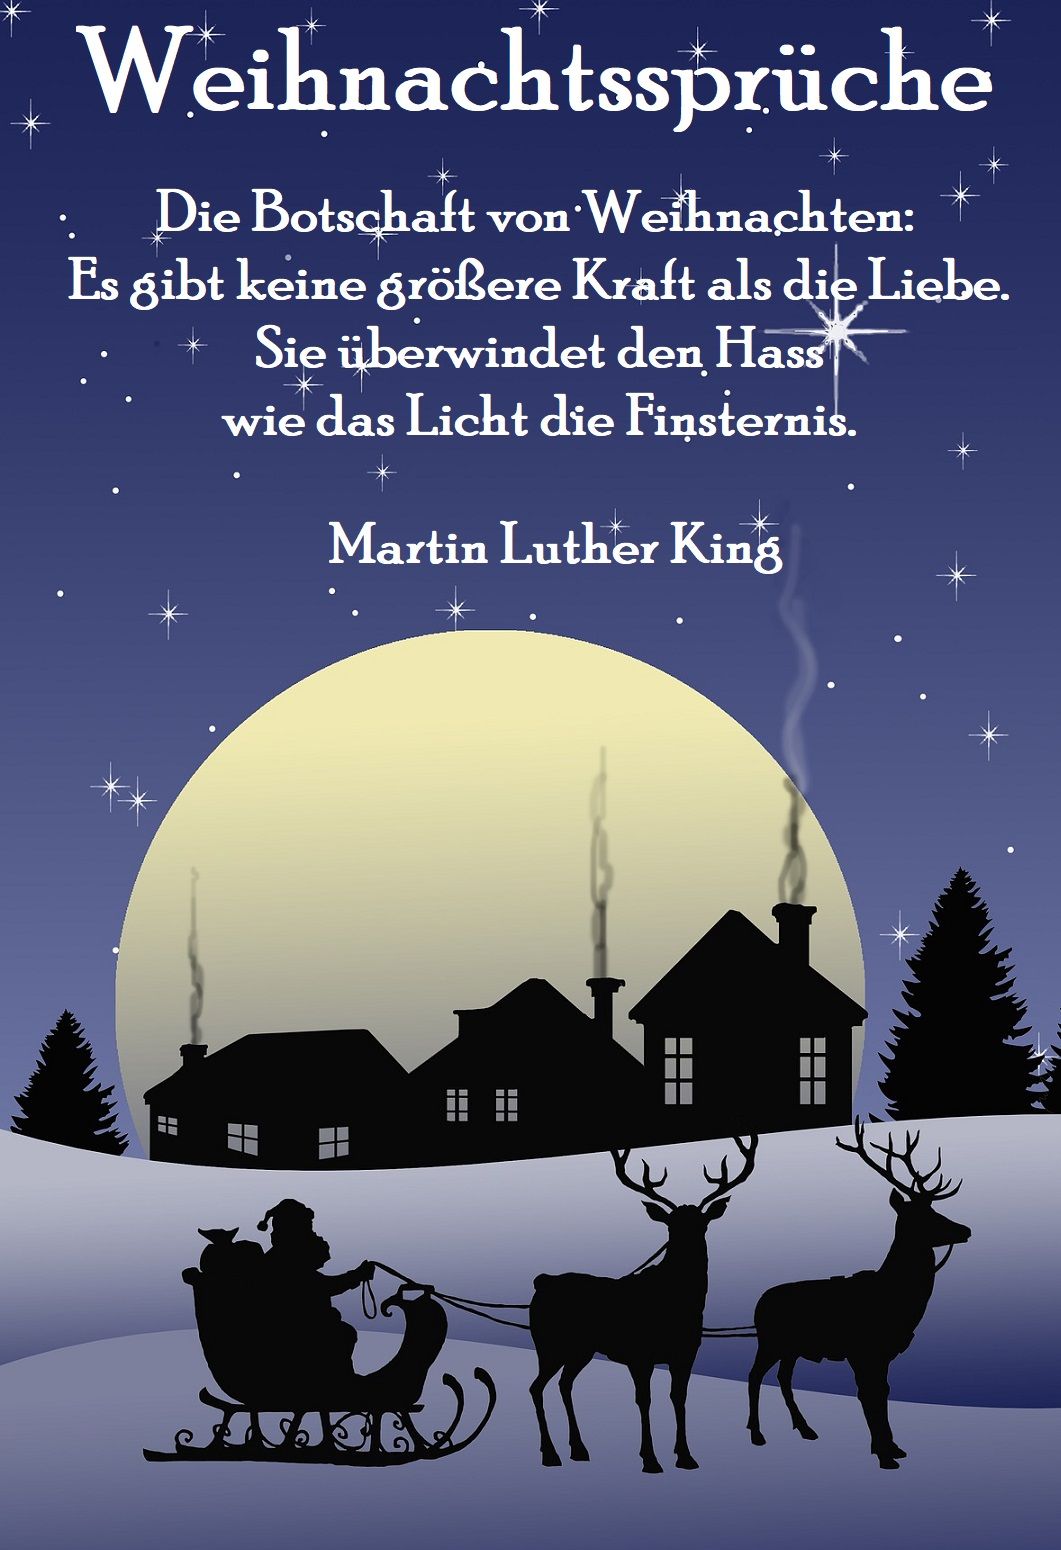 Weihnachtssprüche
Die Botschaft von Weihnachten:
Es gibt keine größere Kraft als die Liebe.
Sie überwindet den Hass
wie das Licht die Finsternis.
Martin Luther King